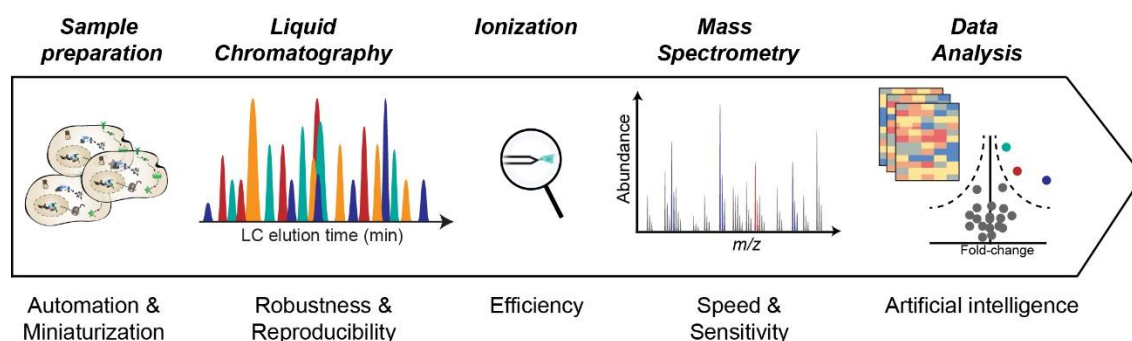 Sample
preparation
Liquid
Chromatography
Ionization
Mass
Spectrometry
Data
Analysis
LC elution time (min)
Abundance
m/z
Fold-change
Automation &
Miniaturization
Robustness &
Reproducibility
Efficiency
Speed &
Sensitivity
Artificial intelligence